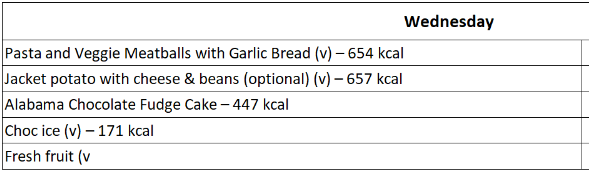 Wednesday
Pasta and Veggie Meatballs with Garlic Bread (v) – 654 kcal
Jacket potato with cheese & beans (optional) (v) – 657 kcal
Alabama Chocolate Fudge Cake – 447 kcal
Choc ice (v) – 171 kcal
Fresh fruit (v